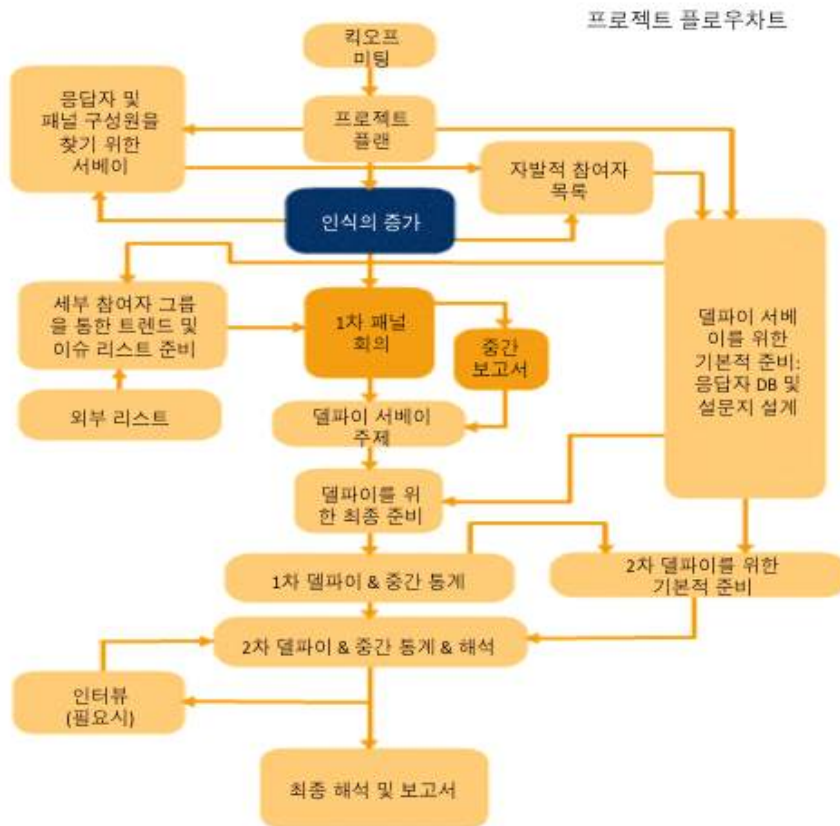 프로젝트 플로우차트
킥오프
미팅
응답자 및
패널 구성원을
찾기 위한
서베이
프로젝트
플랜
자발적 참여자
목록
인식의 증가
세부 참여자 그룹
을 통한 트렌드 및
이슈 리스트 준비
1차 패널
회의
중간
보고서
델파이 서베
이를 위한
기본적 준비:
응답자 DB 및
설문지 설계
외부 리스트
델파이 서베이
주제
델파이를 위
한 최종 준비
1차 델파이 & 중간 통계
2차 델파이를 위한
기본적 준비
2차 델파이 & 중간 통계 & 해석
인터뷰
(필요시)
최종 해석 및 보고서